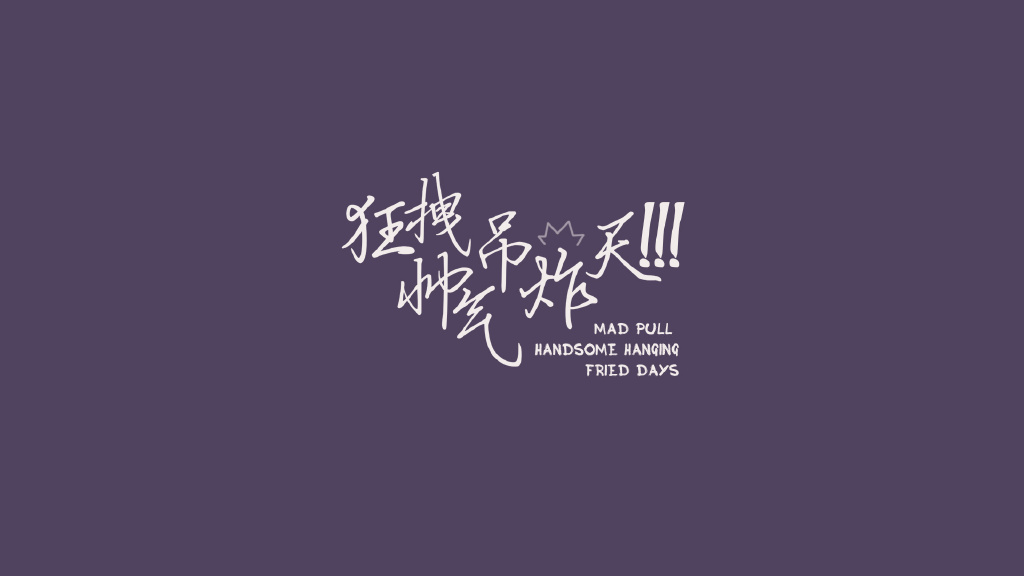 狂拽
帅气
吊炸天!!!
MAD PULL
HANDSOME HANGING
FRIED DAYS